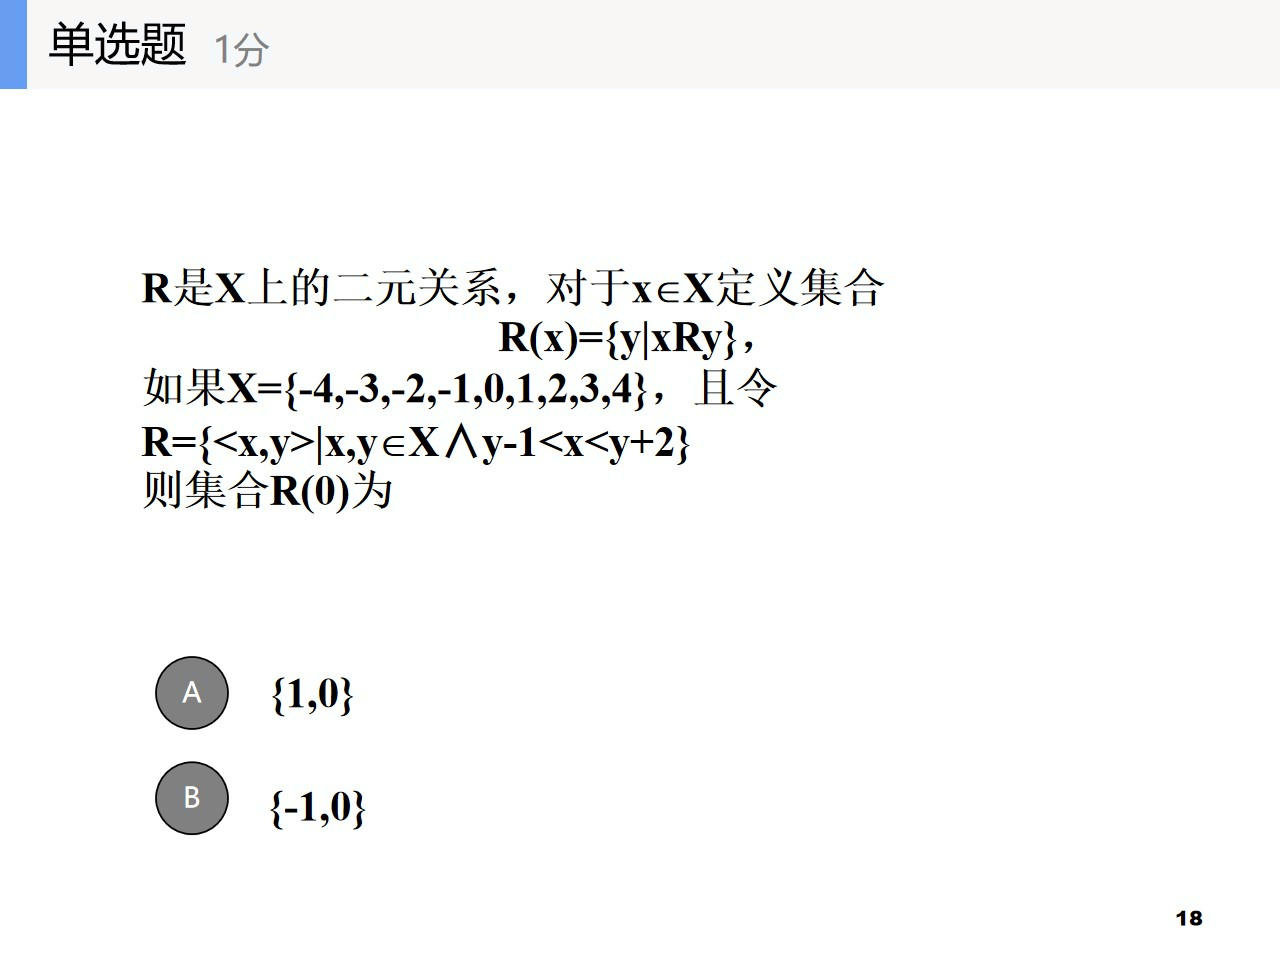 单选题 1分
R是X上的二元关系，对于x∈X定义集合
R(x)={y|xRy}，
如果X={-4,-3,-2,-1,0,1,2,3,4}，且令
R={<x,y>|x,y∈X∧y-1<x<y+2}
则集合R(0)为
A {1,0}
B {-1,0}
18